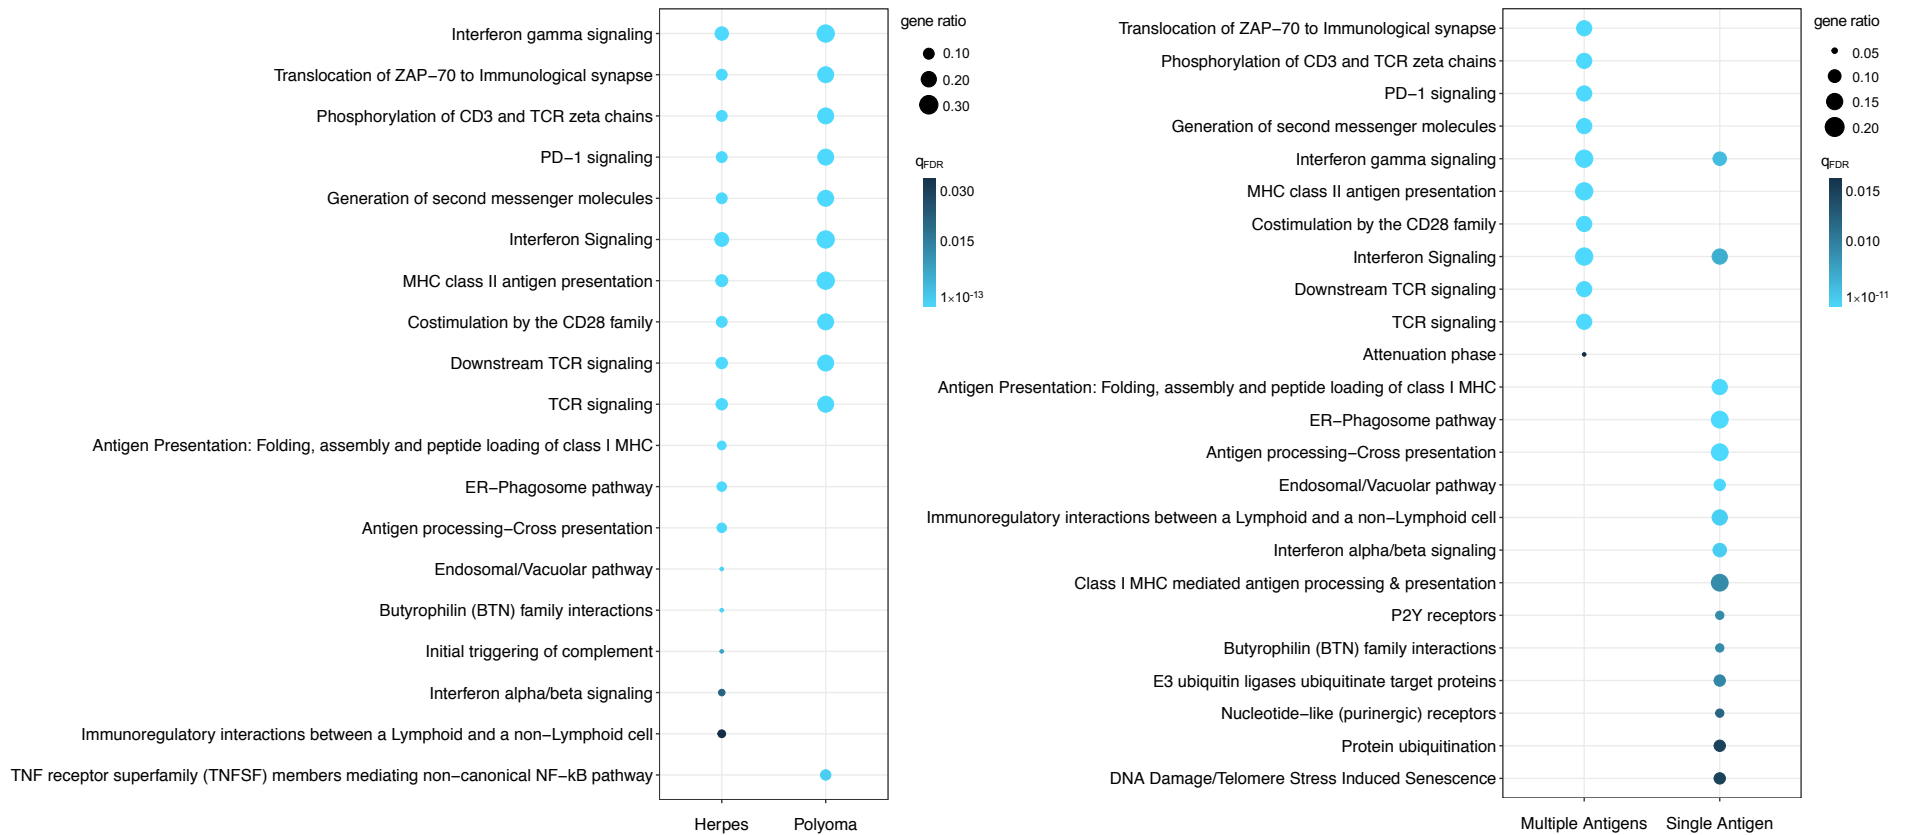 Interferon gamma signaling
Translocation of ZAP−70 to Immunological synapse
Phosphorylation of CD3 and TCR zeta chains
PD−1 signaling
Generation of second messenger molecules
Interferon Signaling
MHC class II antigen presentation
Costimulation by the CD28 family
Downstream TCR signaling
TCR signaling
Antigen Presentation: Folding, assembly and peptide loading of class I MHC
ER−Phagosome pathway
Antigen processing−Cross presentation
Endosomal/Vacuolar pathway
Butyrophilin (BTN) family interactions
Initial triggering of complement
Interferon alpha/beta signaling
Immunoregulatory interactions between a Lymphoid and a non−Lymphoid cell
TNF receptor superfamily (TNFSF) members mediating non−canonical NF−kB pathway
Herpes
Polyoma
gene ratio
0.10
0.20
0.30
qFDR
0.030
0.015
1×10-13
Translocation of ZAP−70 to Immunological synapse
Phosphorylation of CD3 and TCR zeta chains
PD−1 signaling
Generation of second messenger molecules
Interferon gamma signaling
MHC class II antigen presentation
Costimulation by the CD28 family
Interferon Signaling
Downstream TCR signaling
TCR signaling
Attenuation phase
Antigen Presentation: Folding, assembly and peptide loading of class I MHC
ER−Phagosome pathway
Antigen processing−Cross presentation
Endosomal/Vacuolar pathway
Immunoregulatory interactions between a Lymphoid and a non−Lymphoid cell
Interferon alpha/beta signaling
Class I MHC mediated antigen processing & presentation
P2Y receptors
Butyrophilin (BTN) family interactions
E3 ubiquitin ligases ubiquitinate target proteins
Nucleotide−like (purinergic) receptors
Protein ubiquitination
DNA Damage/Telomere Stress Induced Senescence
Multiple Antigens
Single Antigen
gene ratio
0.05
0.10
0.15
0.20
qFDR
0.015
0.010
1×10-11